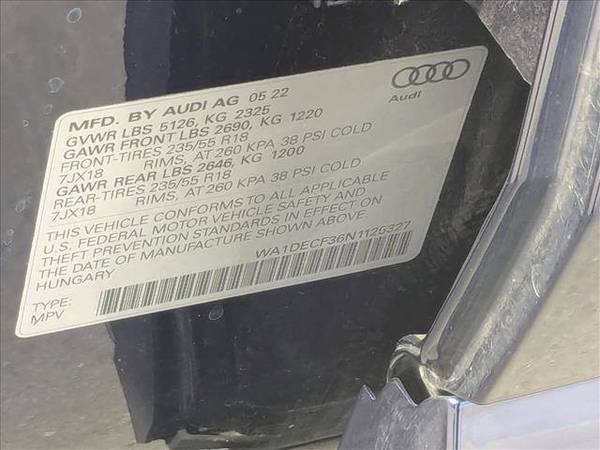 MFD. BY AUDI AG 05 22
GVWR LBS 5126, KG 2325
GAWR FRONT LBS 2690, KG 1220
FRONT-TIRES 235/55 R18
7JX18 RIMS, AT 260 KPA 38 PSI COLD
GAWR REAR LBS 2646, KG 1200
REAR-TIRES 235/55 R18
7JX18 RIMS, AT 260 KPA 38 PSI COLD
THIS VEHICLE CONFORMS TO ALL APPLICABLE
U.S. FEDERAL MOTOR VEHICLE SAFETY AND
THEFT PREVENTION STANDARDS IN EFFECT ON
THE DATE OF MANUFACTURE SHOWN ABOVE.
HUNGARY
WA1DECF36N1125327
TYPE:
MPV
Audi